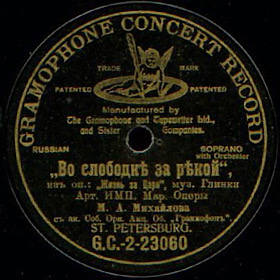 GRAMOPHONE CONCERT RECORD
TRADE MARK
PATENTED PATENTED
Manufactured by
The Gramophone and Typewriter Ltd.,
and Sister Companies.
RUSSIAN SOPRANO
with Orchester
„Во слободкѣ за рѣкой“,
изъ оп.: „Жизнь за Царя“, муз. Глинки
Арт. ИМП. Мар. Оперы
М. А. Михайлова
съ ак. Соб. Орк. Акц. Об. „Граммофонъ“.
ST. PETERSBURG.
G.C.-2-23060